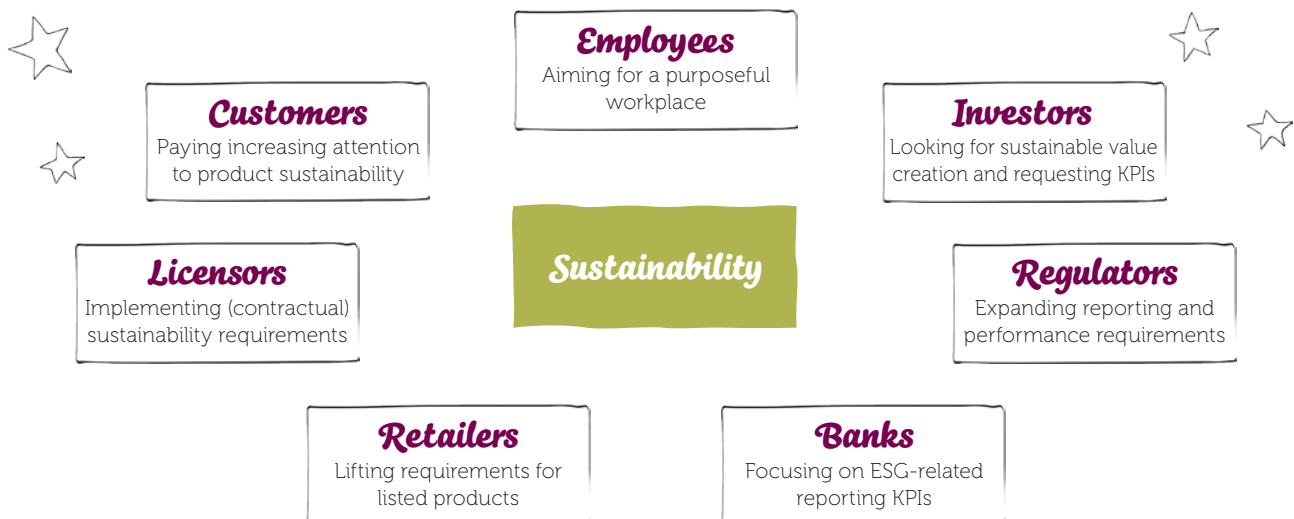 Employees
Aiming for a purposeful
workplace
Customers
Paying increasing attention
to product sustainability
Investors
Looking for sustainable value
creation and requesting KPIs
Sustainability
Licensors
Implementing (contractual)
sustainability requirements
Regulators
Expanding reporting and
performance requirements
Retailers
Lifting requirements for
listed products
Banks
Focusing on ESG-related
reporting KPIs